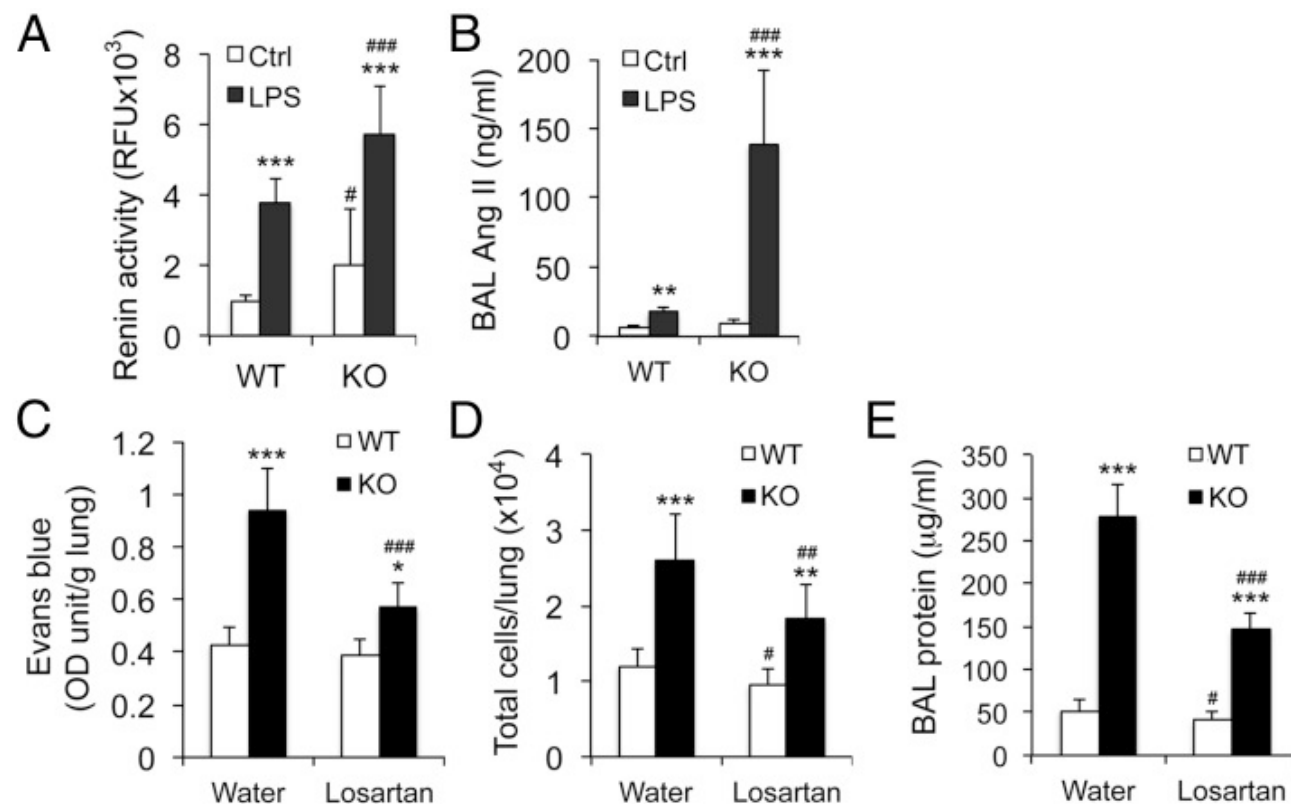 A
Renin activity (RFUx10³)
8
6
4
2
0
Ctrl
LPS
***
#
###
***
WT KO
B
BAL Ang II (ng/ml)
200
150
100
50
0
Ctrl
LPS
**
###
***
WT KO
C
Evans blue
(OD unit/g lung)
1.2
1
0.8
0.6
0.4
0.2
0
WT
KO
***
###
*
Water Losartan
D
Total cells/lung (x10⁴)
4
3
2
1
0
WT
KO
***
#
##
**
Water Losartan
E
BAL protein (µg/ml)
350
300
250
200
150
100
50
0
WT
KO
***
#
###
***
Water Losartan